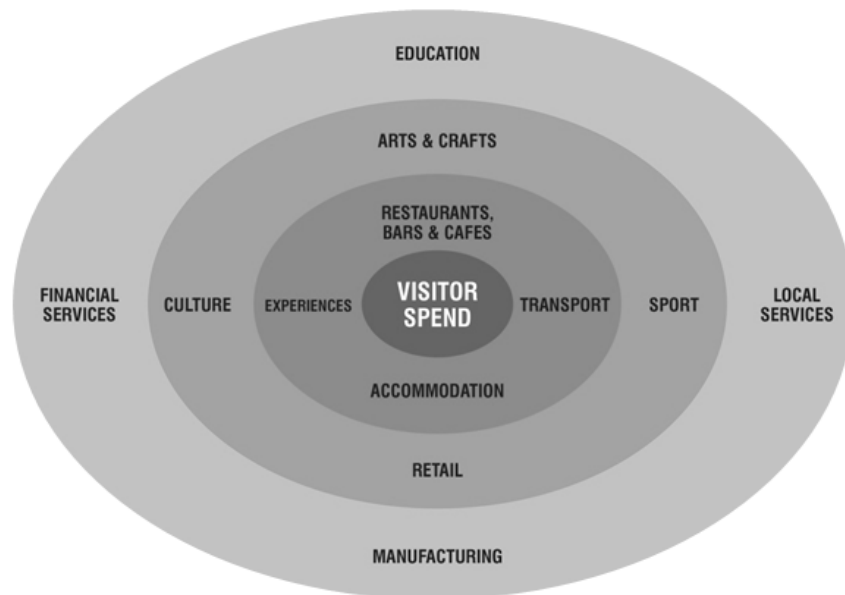 EDUCATION
ARTS & CRAFTS
RESTAURANTS,
BARS & CAFES
FINANCIAL
SERVICES
CULTURE
EXPERIENCES
VISITOR
SPEND
TRANSPORT
SPORT
LOCAL
SERVICES
ACCOMMODATION
RETAIL
MANUFACTURING